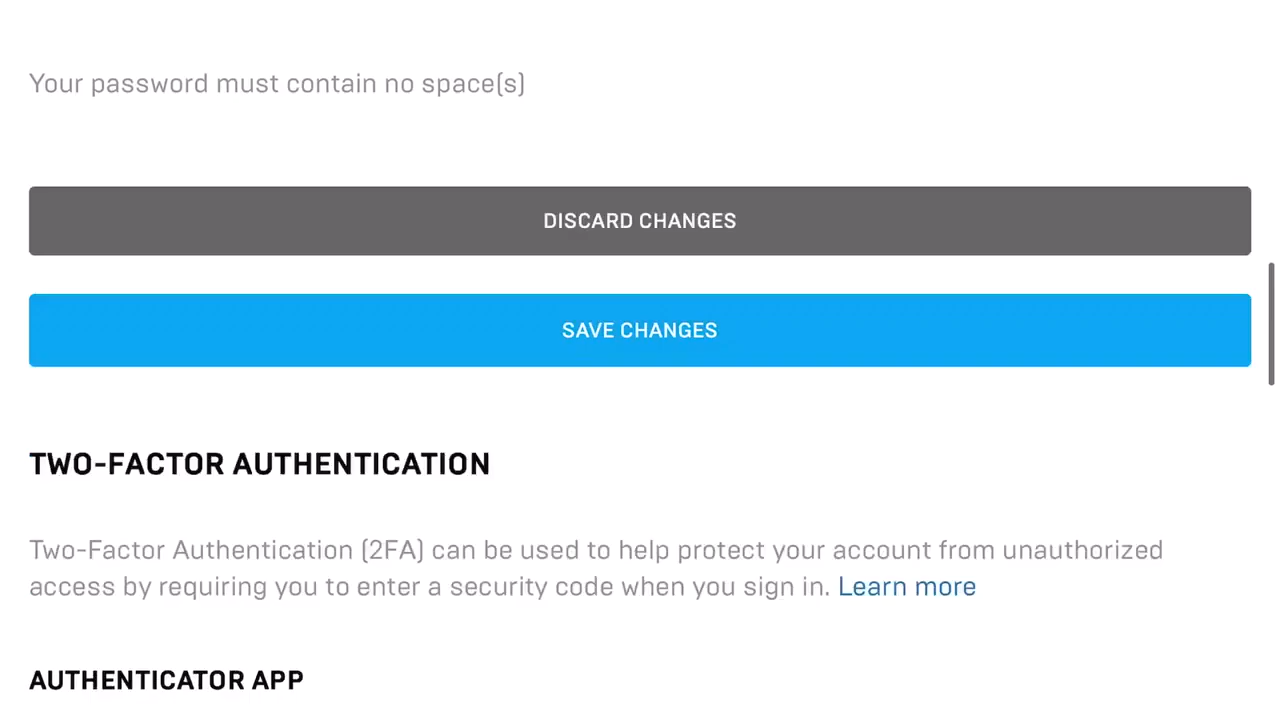 Your password must contain no space(s)
DISCARD CHANGES
SAVE CHANGES
TWO-FACTOR AUTHENTICATION
Two-Factor Authentication (2FA) can be used to help protect your account from unauthorized
access by requiring you to enter a security code when you sign in. Learn more
AUTHENTICATOR APP